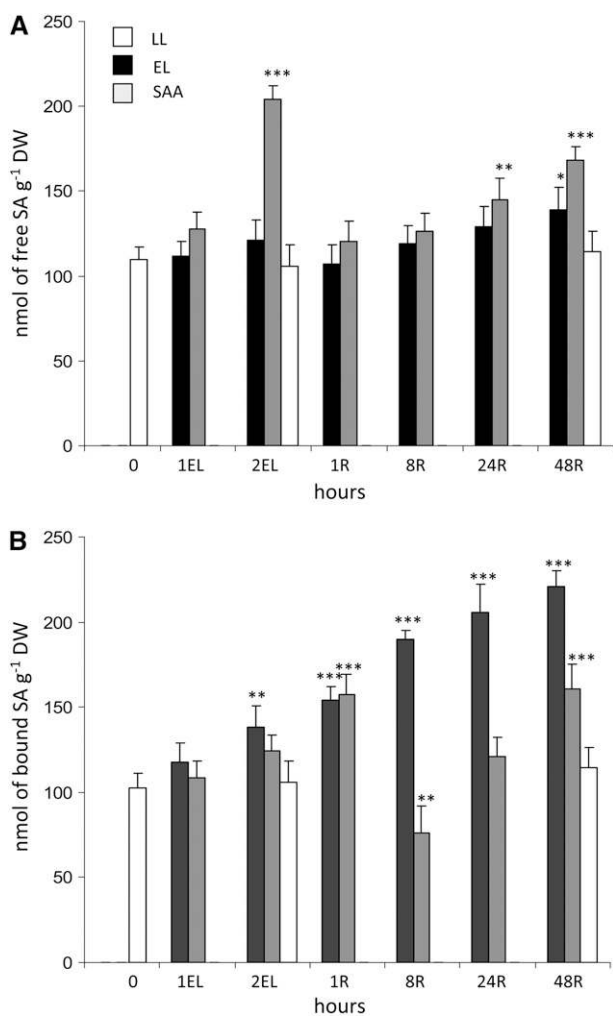 A
LL
EL
SAA
250
200
150
100
50
0
nmol of free SA g-1 DW
***
**
*
***
0 1EL 2EL 1R 8R 24R 48R
hours
B
250
200
150
100
50
0
nmol of bound SA g-1 DW
**
***
***
***
**
***
***
***
0 1EL 2EL 1R 8R 24R 48R
hours